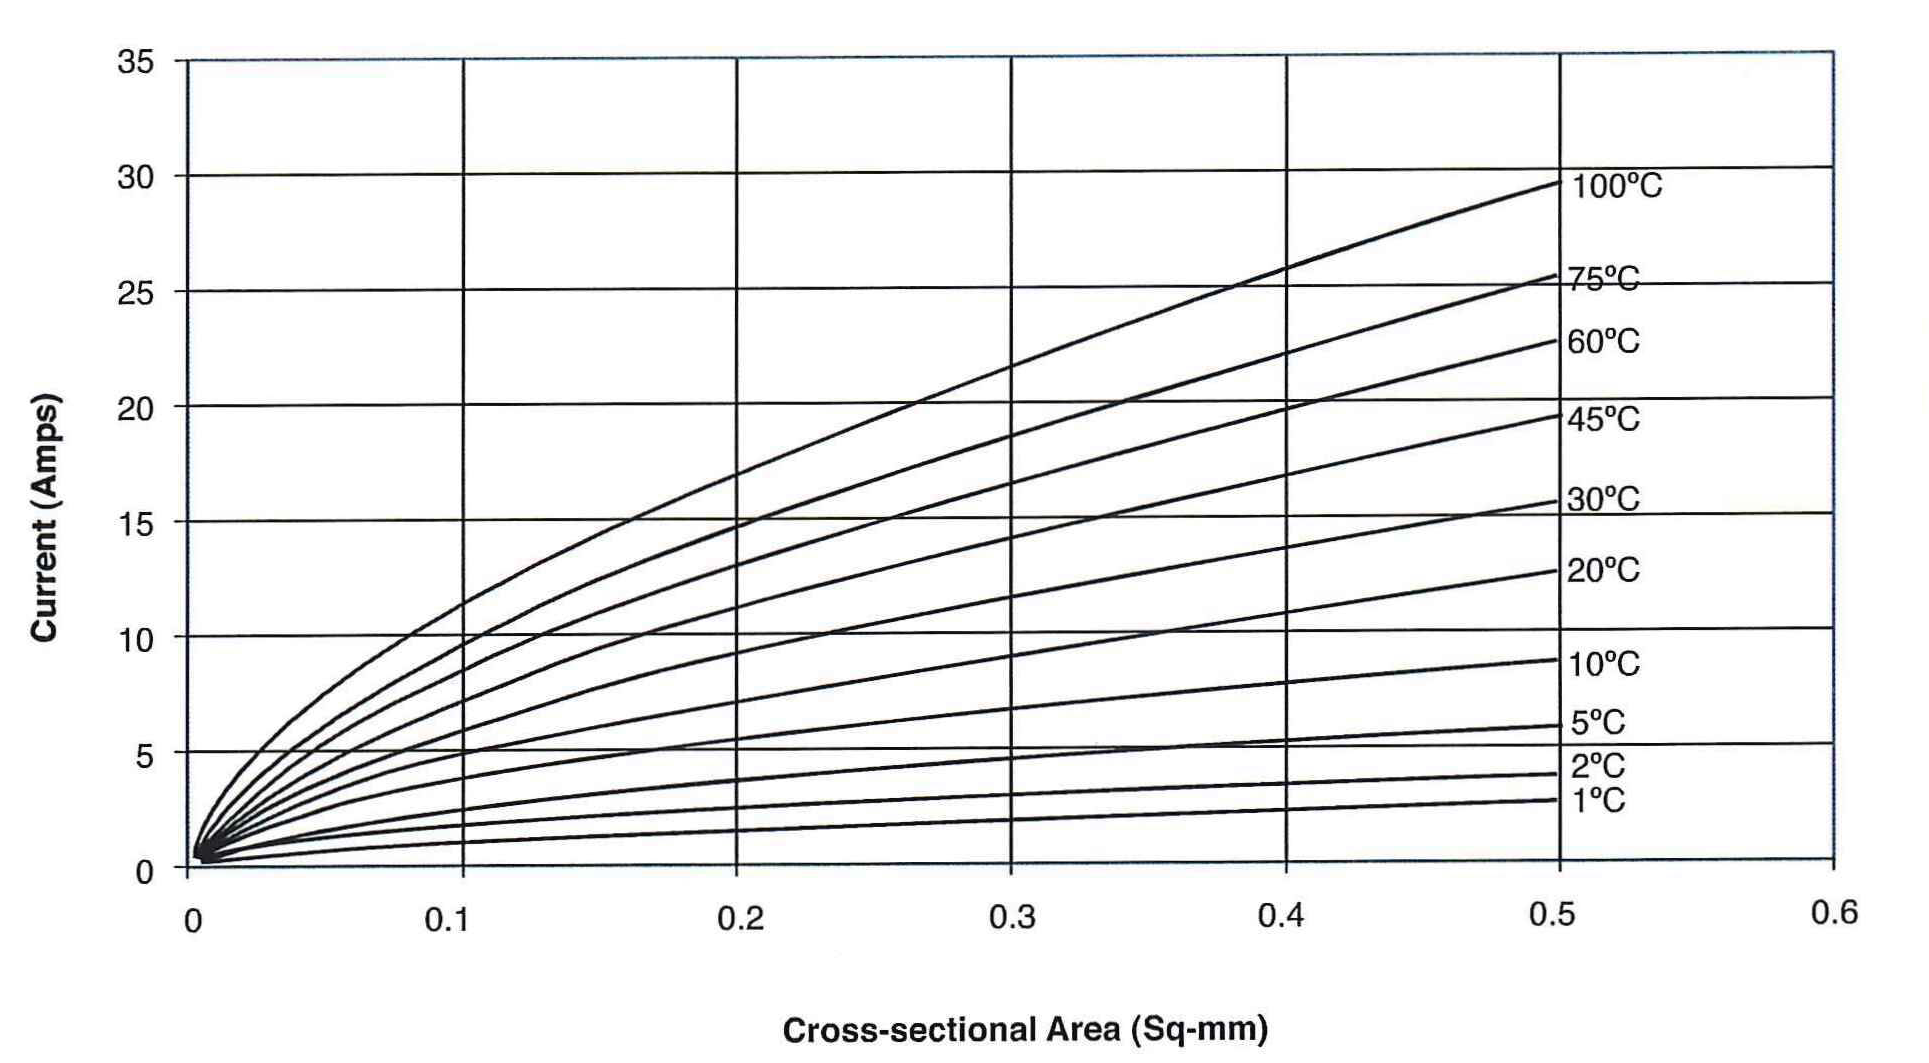 35
30
25
20
15
10
5
0
Current (Amps)
100ºC
75ºC
60ºC
45ºC
30ºC
20ºC
10ºC
5ºC
2ºC
1ºC
0 0.1 0.2 0.3 0.4 0.5 0.6
Cross-sectional Area (Sq-mm)